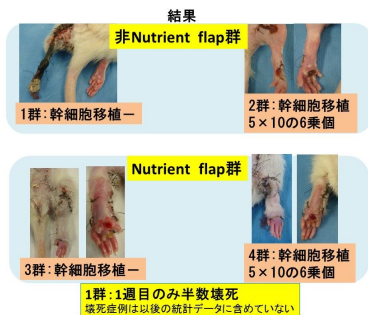 結果
非Nutrient flap群
1群：幹細胞移植－
2群：幹細胞移植
5×10の6乗個
Nutrient flap群
3群：幹細胞移植－
4群：幹細胞移植
5×10の6乗個
1群：1週目のみ半数壊死
壊死症例は以後の統計データに含めていない